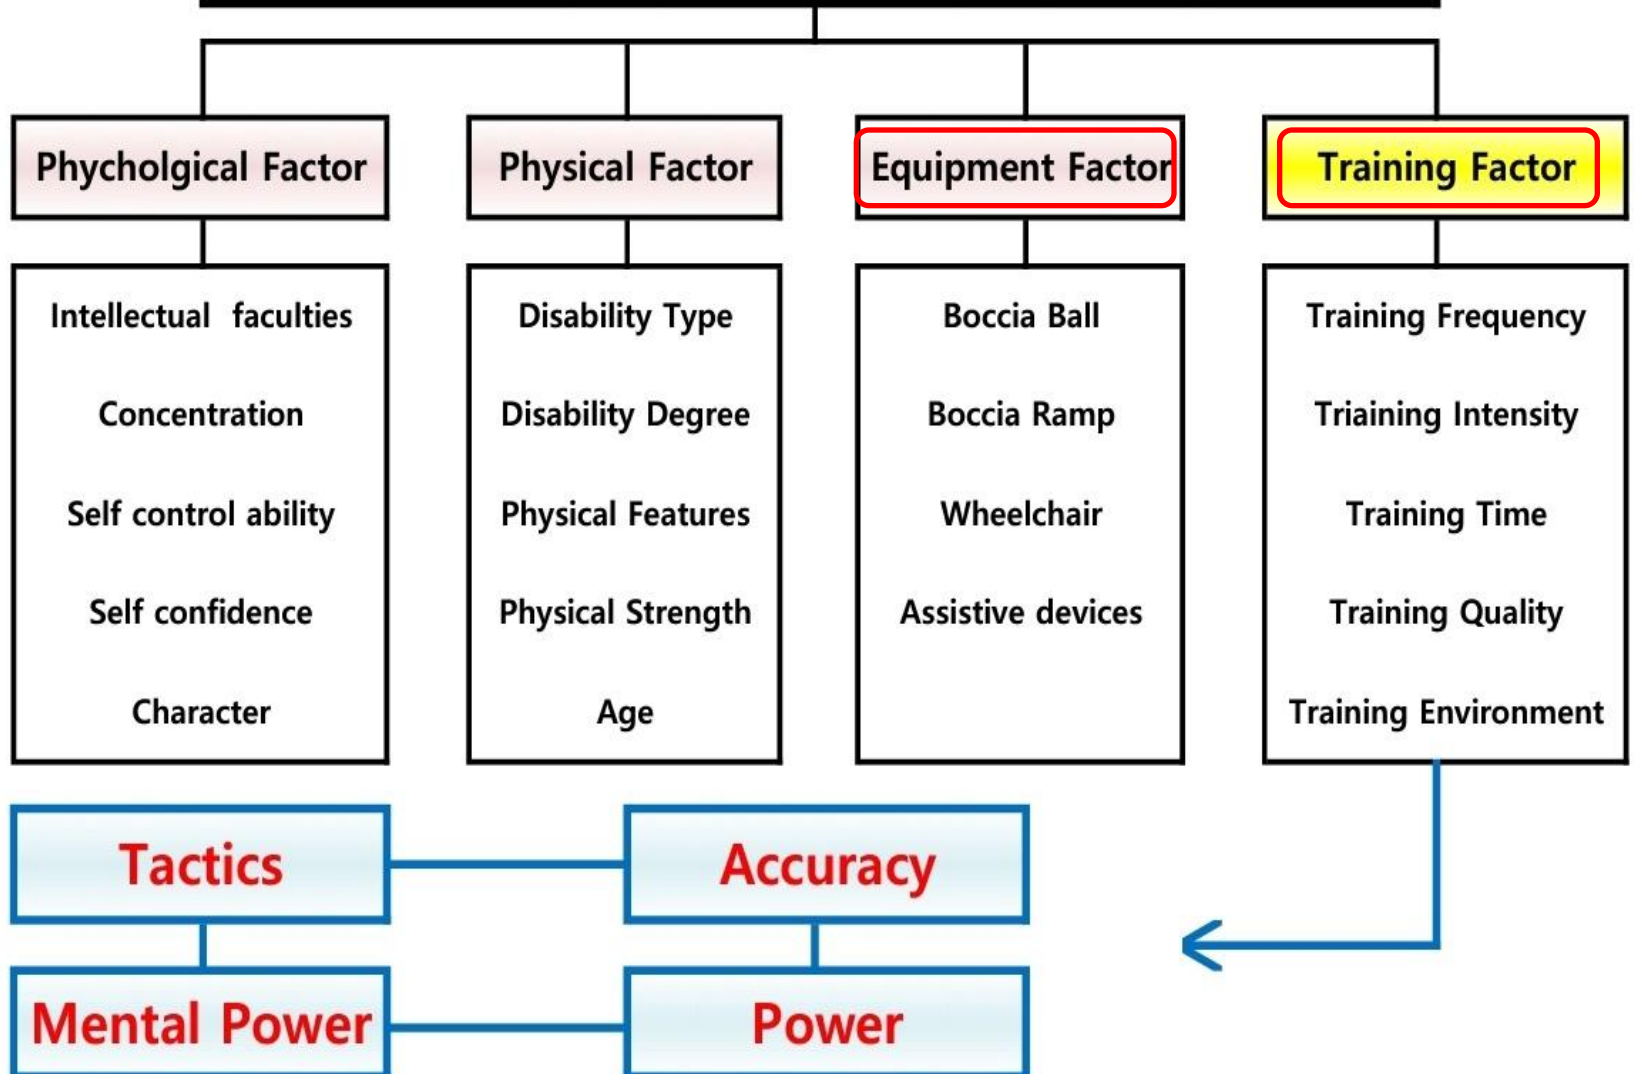 Phycholgical Factor
Physical Factor
Equipment Factor
Training Factor
Intellectual faculties
Concentration
Self control ability
Self confidence
Character
Disability Type
Disability Degree
Physical Features
Physical Strength
Age
Boccia Ball
Boccia Ramp
Wheelchair
Assistive devices
Training Frequency
Triaining Intensity
Training Time
Training Quality
Training Environment
Tactics
Accuracy
Mental Power
Power